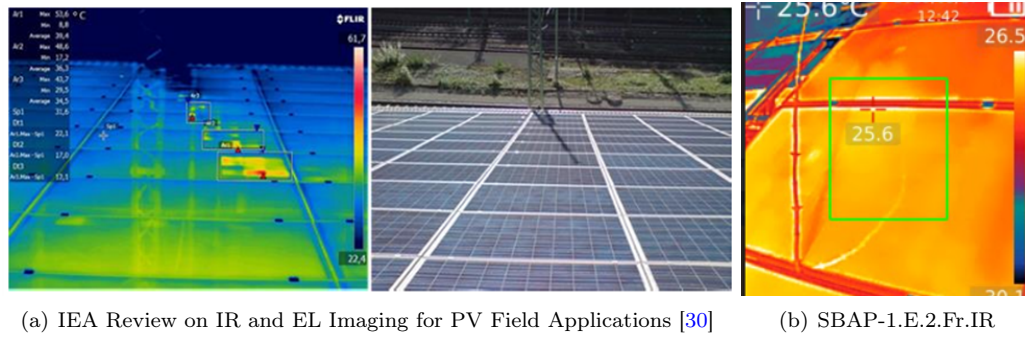 Ar1 Max 53,6 °C
Min 8,8
Average 38,4
Ar2 Max 48,6
Min 17,2
Average 36,3
Ar3 Max 43,7
Min 29,5
Average 34,5
Sp1 31,6
Dt1
Ar1.Max-Sp1 22,1
Dt2
Ar1.Max-Sp1 17,0
Dt3
Ar1.Max-Sp1 12,1
FLIR
61,7
22,4
Ar3
Sp1
25.6°C
12:42
26.5
25.6
(a) IEA Review on IR and EL Imaging for PV Field Applications [30]
(b) SBAP-1.E.2.Fr.IR